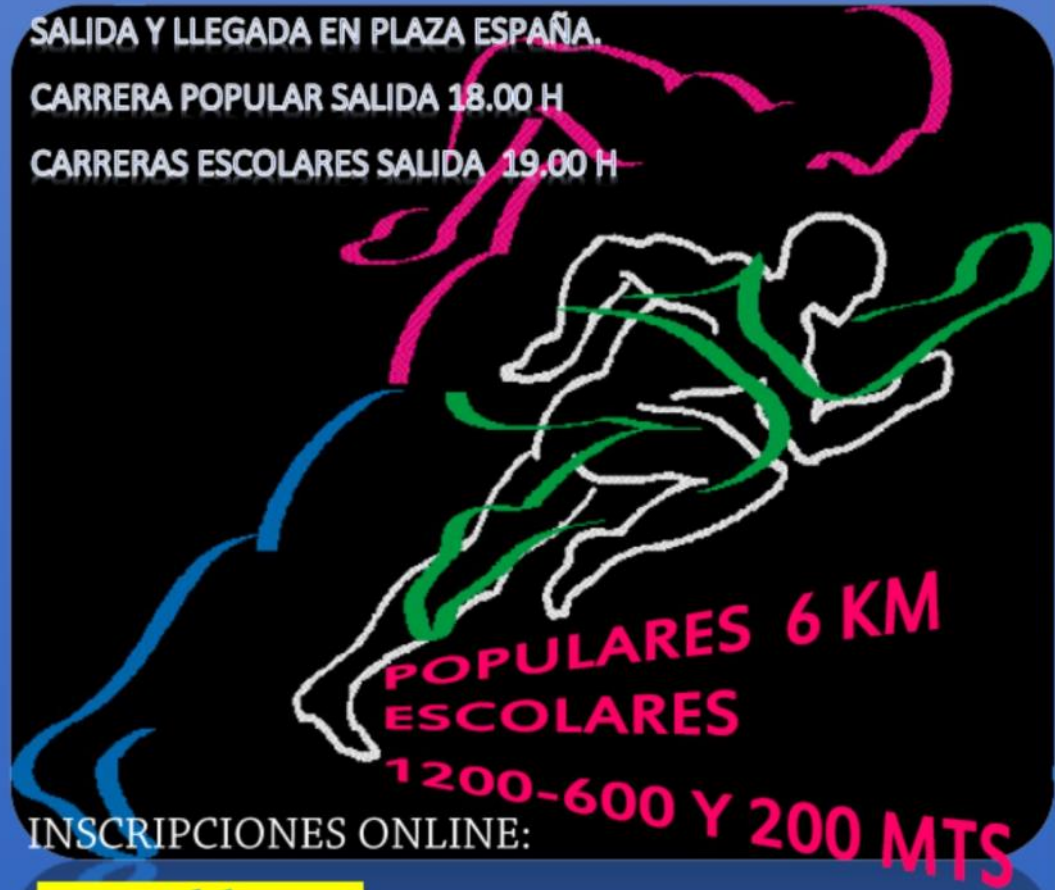 SALIDA Y LLEGADA EN PLAZA ESPAÑA.
CARRERA POPULAR SALIDA 18.00 H
CARRERAS ESCOLARES SALIDA 19.00 H
POPULARES 6 KM
ESCOLARES
1200-600 Y 200 MTS
INSCRIPCIONES ONLINE: